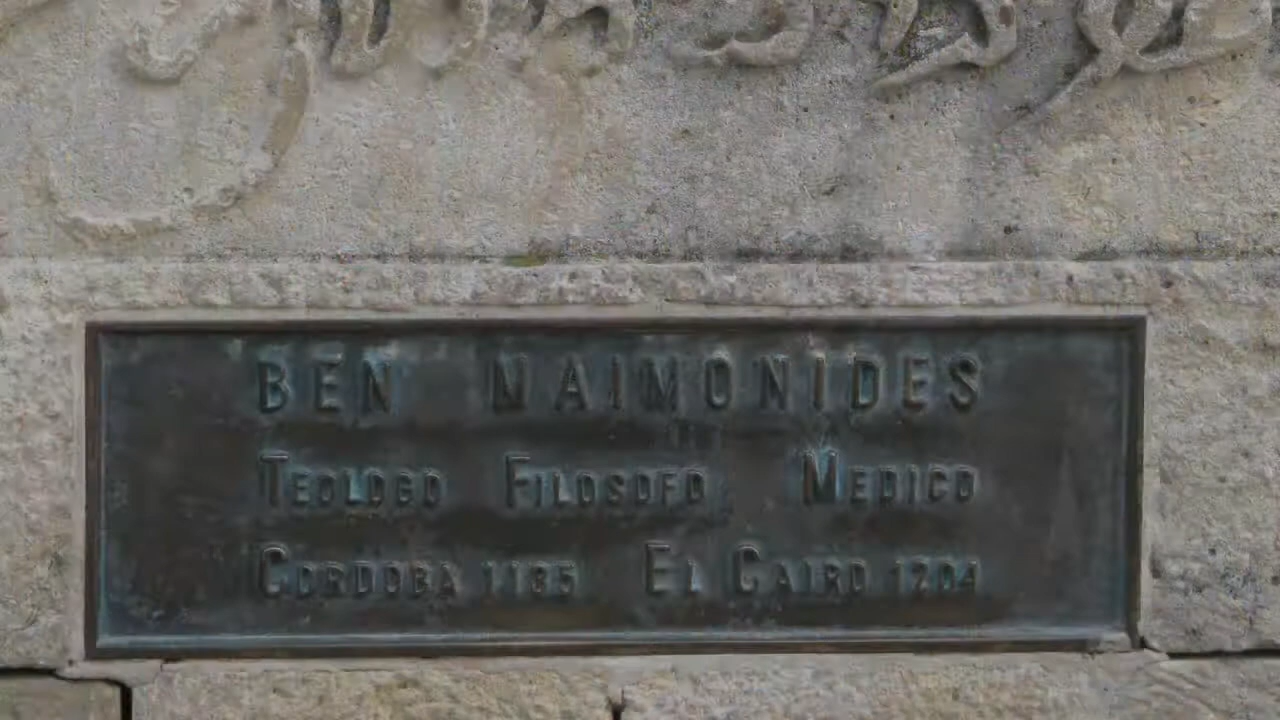 BEN MAIMONIDES
TEOLOGO FILOSOFO MEDICO
CORDOBA 1135 EL CAIRO 1204